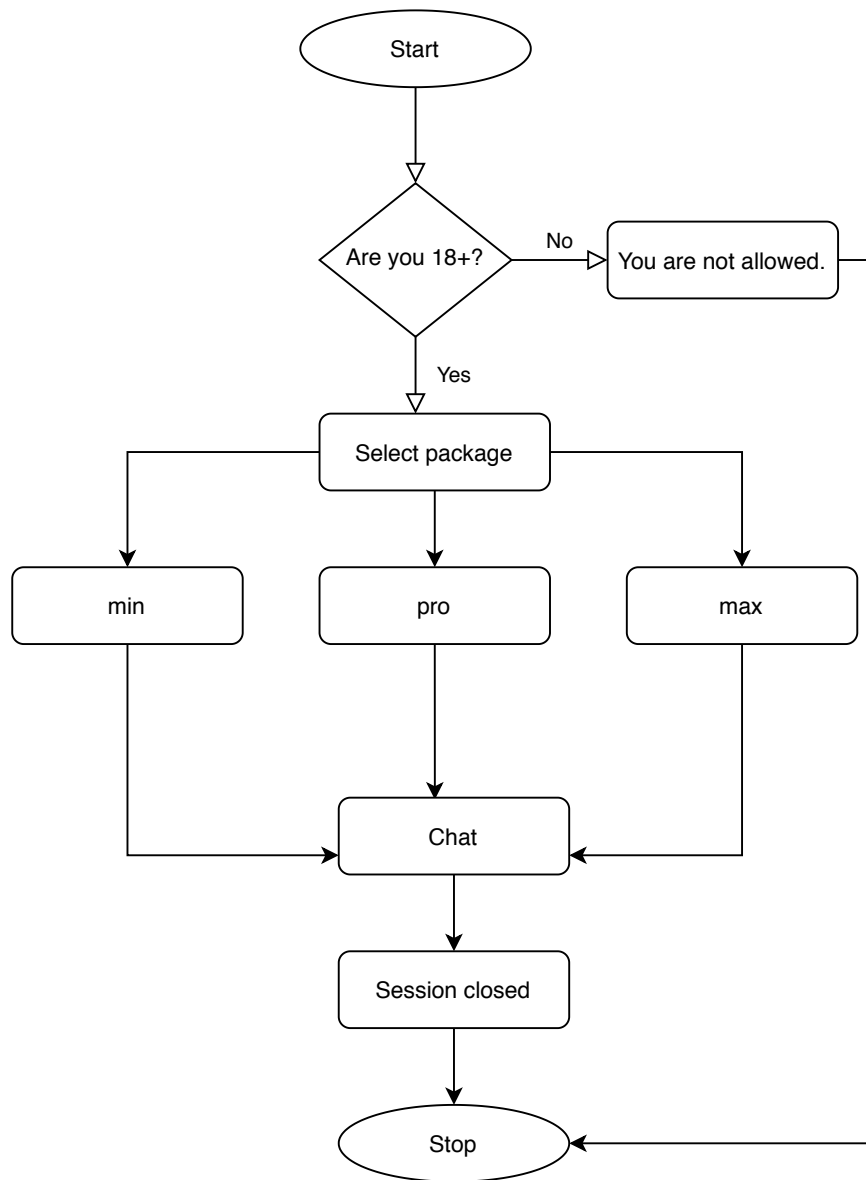 Start
Are you 18+?
No
You are not allowed.
Yes
Select package
min
pro
max
Chat
Session closed
Stop